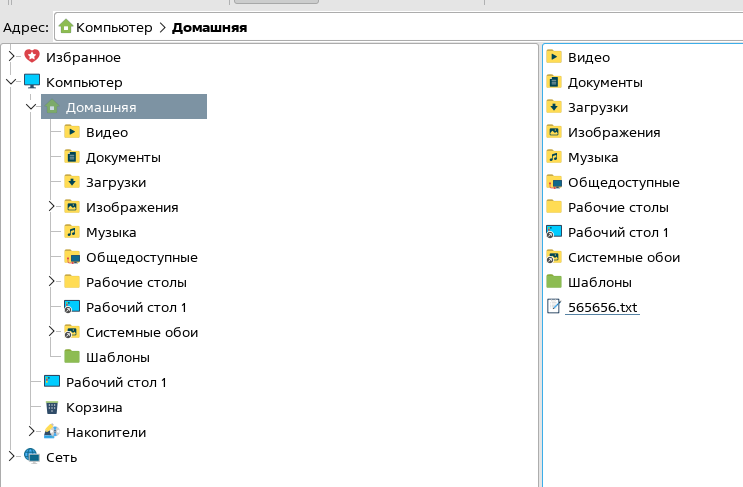 Адрес: Компьютер > Домашняя
Избранное
Компьютер
Домашняя
Видео
Документы
Загрузки
Изображения
Музыка
Общедоступные
Рабочие столы
Рабочий стол 1
Системные обои
Шаблоны
Рабочий стол 1
Корзина
Накопители
Сеть
Видео
Документы
Загрузки
Изображения
Музыка
Общедоступные
Рабочие столы
Рабочий стол 1
Системные обои
Шаблоны
565656.txt